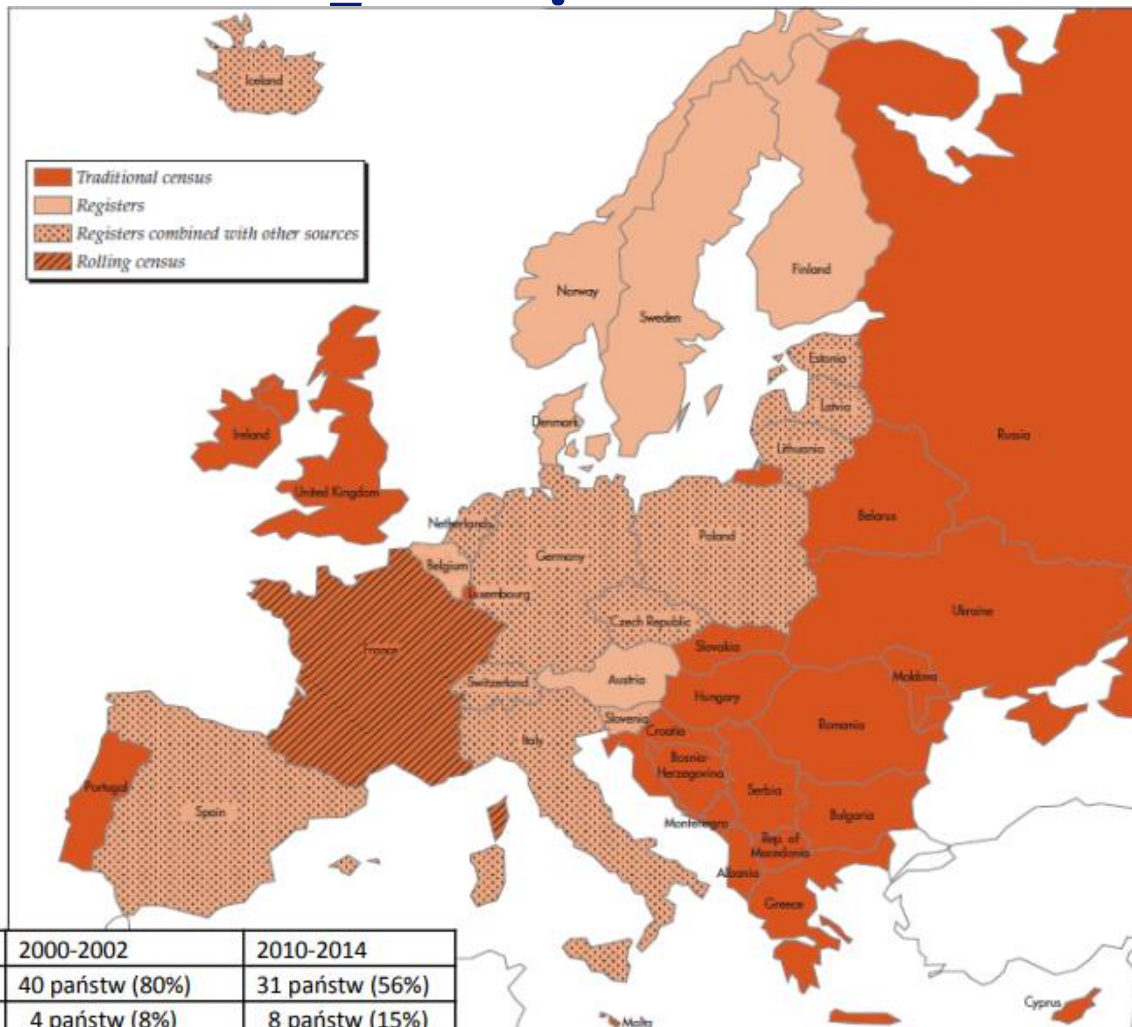 Iceland
Traditional census
Registers
Registers combined with other sources
Rolling census
Finland
Norway
Sweden
Estonia
Denmark
Latvia
Ireland
Russia
Lithuania
United Kingdom
Belarus
Netherlands
Poland
Germany
Belgium
Luxembourg
Ukraine
Czech Republic
Slovakia
France
Moldova
Switzerland
Austria
Hungary
Slovenia
Romania
Croatia
Italy
Bosnia-
Herzegovina
Portugal
Serbia
Spain
Bulgaria
Montenegro
Rep. of
Macedonia
Albania
Greece
2000-2002 2010-2014
40 państw (80%) 31 państw (56%)
4 państw (8%) 8 państw (15%)
Cyprus
Malta